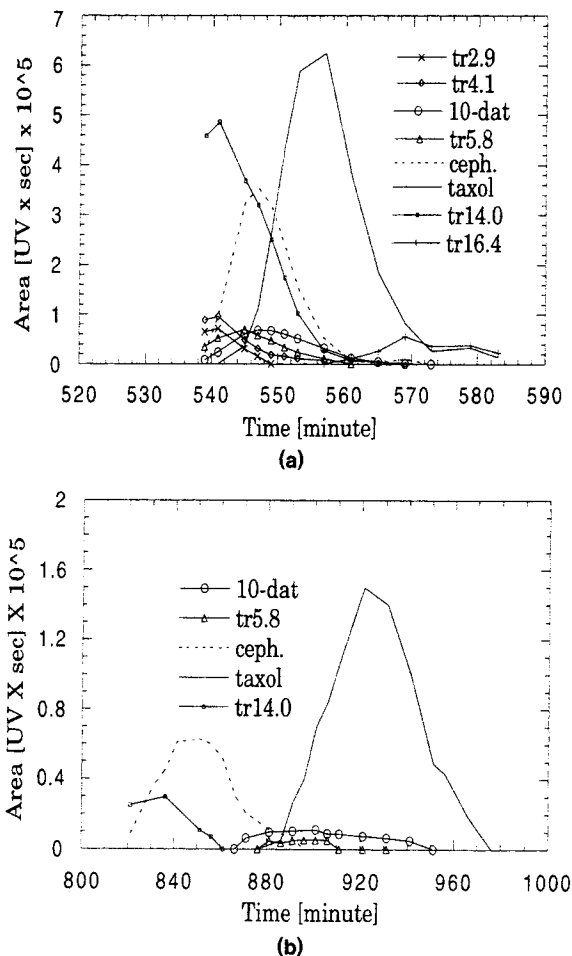 7
6
5
4
3
2
1
0
Area [UV x sec] x 10^5
tr2.9
tr4.1
10-dat
tr5.8
ceph.
taxol
tr14.0
tr16.4
520 530 540 550 560 570 580 590
Time [minute]
(a)
2
1.6
1.2
0.8
0.4
0
Area [UV X sec] X 10^5
10-dat
tr5.8
ceph.
taxol
tr14.0
800 840 880 920 960 1000
Time [minute]
(b)